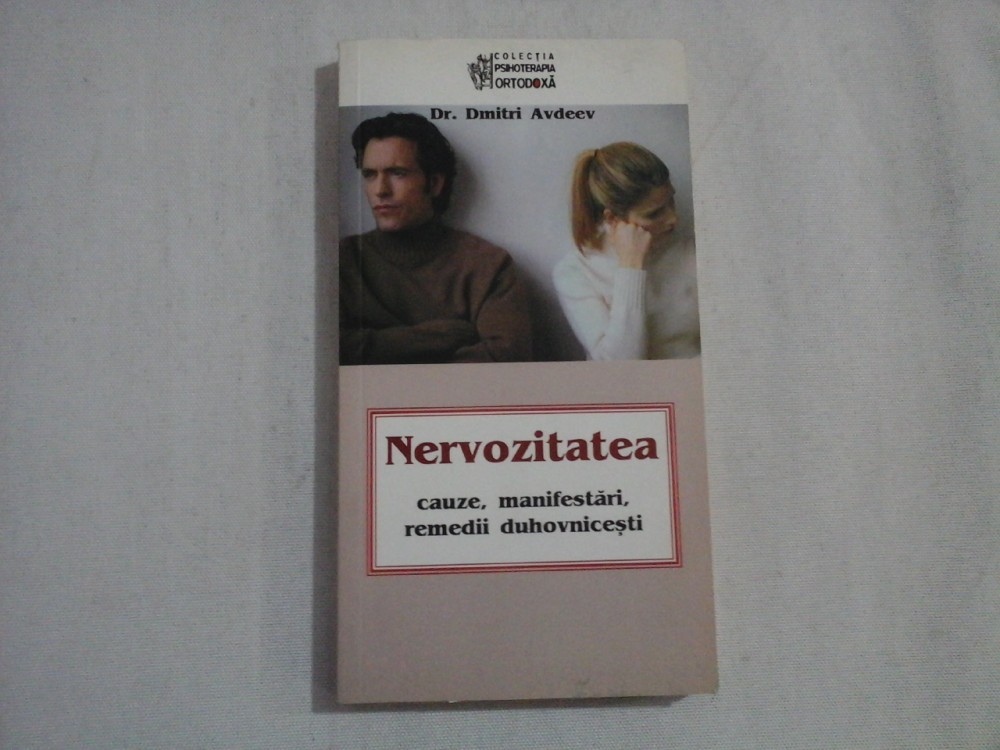 COLECȚIA
PSIHOTERAPIA
ORTODOXĂ
Dr. Dmitri Avdeev
Nervozitatea
cauze, manifestări,
remedii duhovnicești